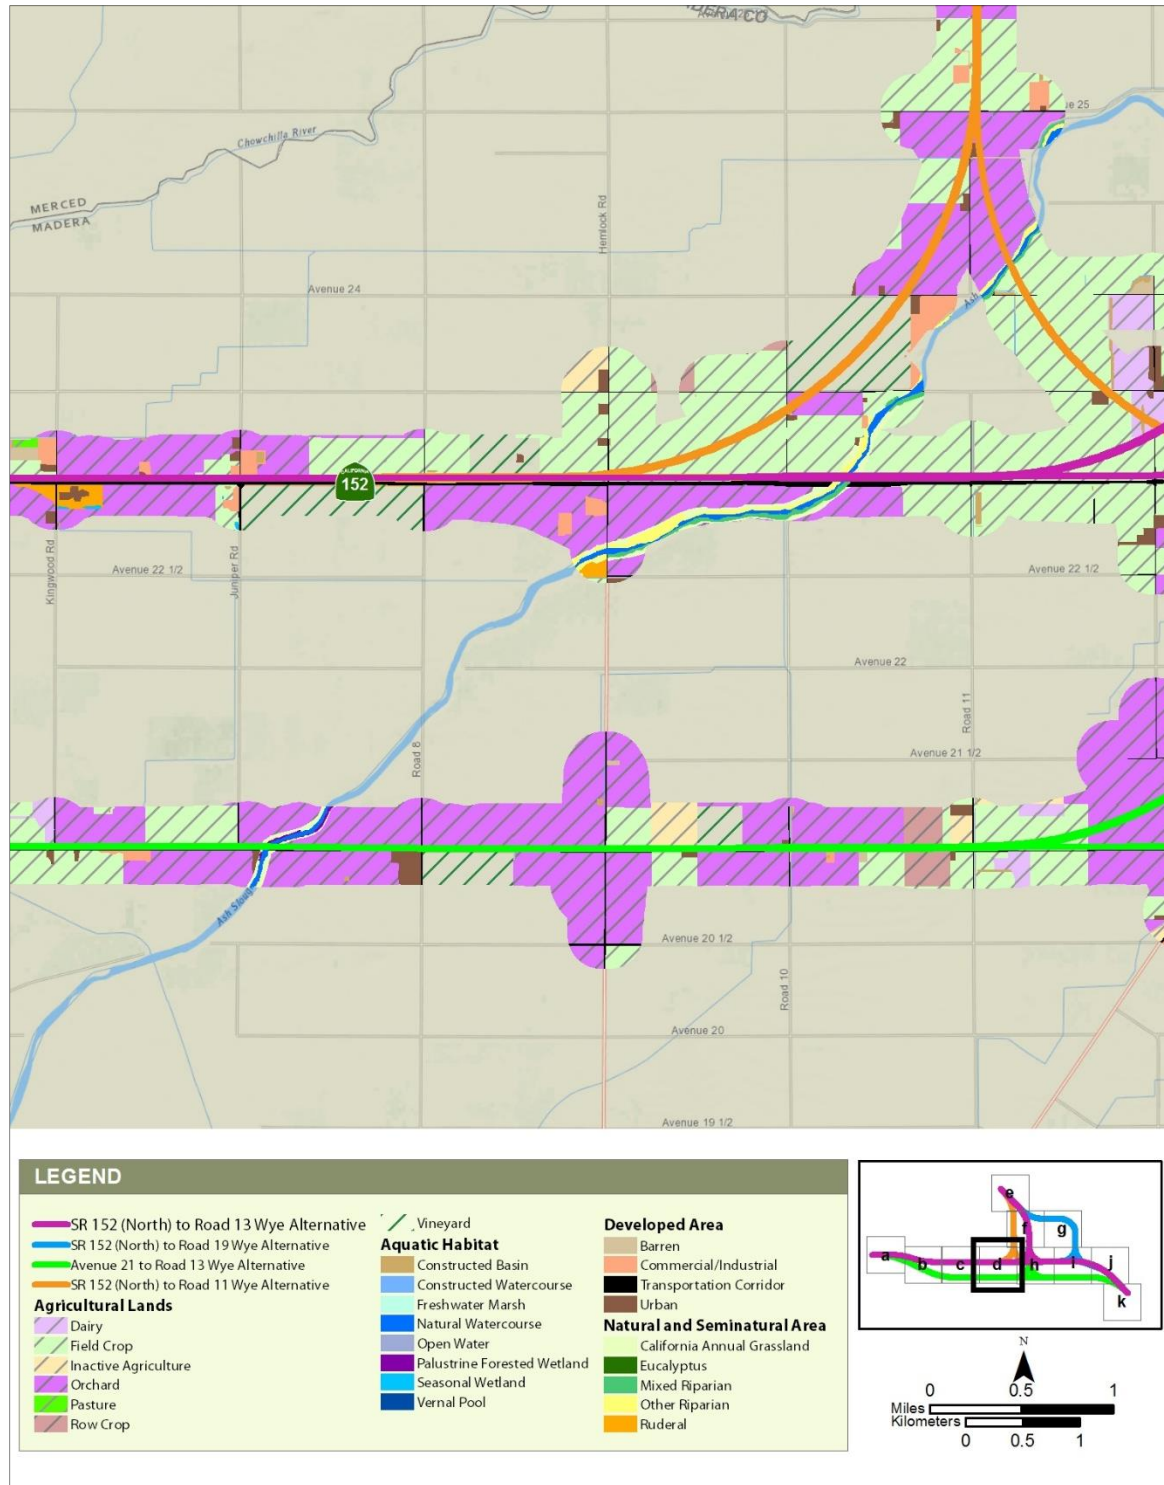 MADERA CO
Avenue 26
Avenue 25
Chowchilla River
MERCED
MADERA
Hemlock Rd
Avenue 24
Ash
CALIFORNIA
152
Kingwood Rd
Juniper Rd
Avenue 22 1/2
Avenue 22 1/2
Avenue 22
Road 11
Road 8
Avenue 21 1/2
Ash Slough
Avenue 20 1/2
Road 10
Avenue 20
Avenue 19 1/2
LEGEND
SR 152 (North) to Road 13 Wye Alternative
SR 152 (North) to Road 19 Wye Alternative
Avenue 21 to Road 13 Wye Alternative
SR 152 (North) to Road 11 Wye Alternative
Agricultural Lands
Dairy
Field Crop
Inactive Agriculture
Orchard
Pasture
Row Crop
Vineyard
Aquatic Habitat
Constructed Basin
Constructed Watercourse
Freshwater Marsh
Natural Watercourse
Open Water
Palustrine Forested Wetland
Seasonal Wetland
Vernal Pool
Developed Area
Barren
Commercial/Industrial
Transportation Corridor
Urban
Natural and Seminatural Area
California Annual Grassland
Eucalyptus
Mixed Riparian
Other Riparian
Ruderal
e
f
g
a
b
c
d
h
i
j
k
N
0 0.5 1
Miles
Kilometers
0 0.5 1